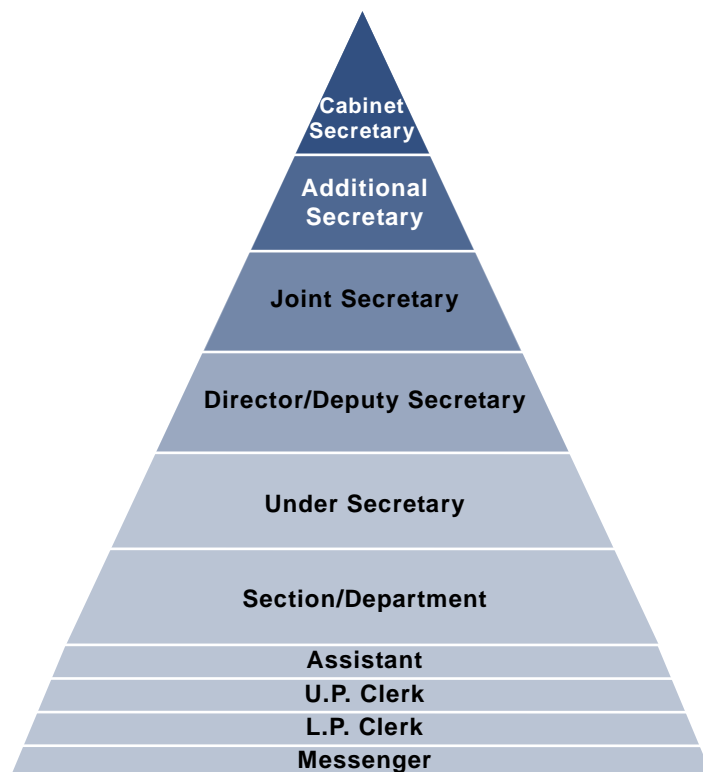 Cabinet
Secretary
Additional
Secretary
Joint Secretary
Director/Deputy Secretary
Under Secretary
Section/Department
Assistant
U.P. Clerk
L.P. Clerk
Messenger